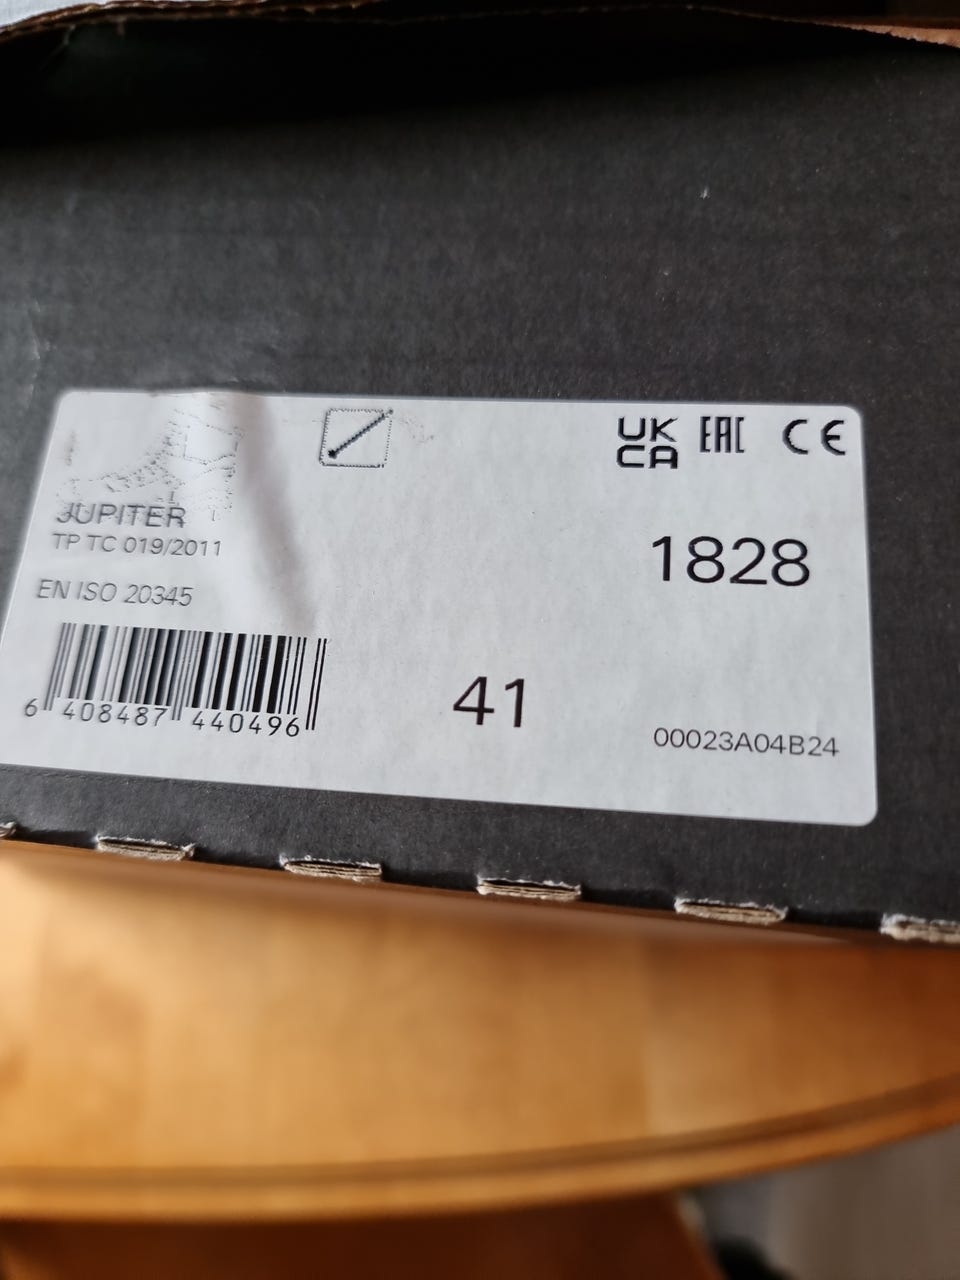 UK
CA
EAC
CE
JUPITER
TP TC 019/2011
1828
EN ISO 20345
6 408487 440496
41
00023A04B24